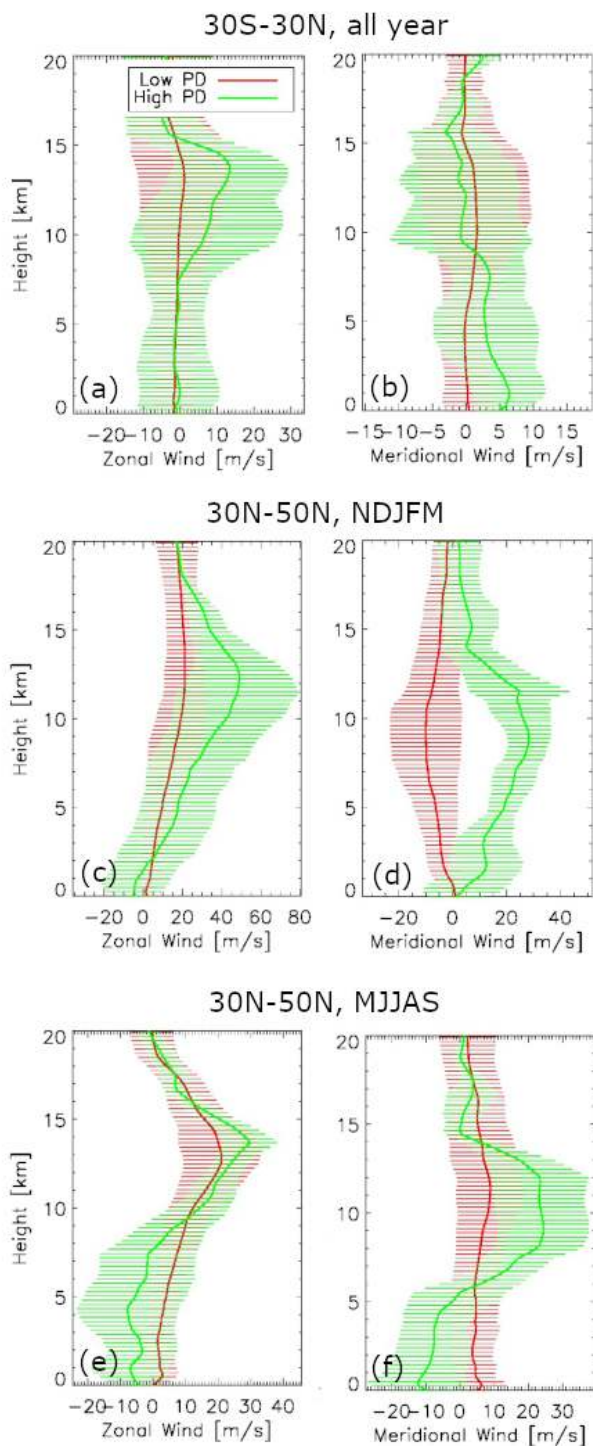 30S-30N, all year
Height [km]
20
15
10
5
0
Low PD
High PD
(a)
−20−10 0 10 20 30
Zonal Wind [m/s]
20
15
10
5
0
(b)
−15−10−5 0 5 10 15
Meridional Wind [m/s]
30N-50N, NDJFM
Height [km]
20
15
10
5
0
(c)
−20 0 20 40 60 80
Zonal Wind [m/s]
20
15
10
5
0
(d)
−20 0 20 40
Meridional Wind [m/s]
30N-50N, MJJAS
Height [km]
20
15
10
5
0
(e)
−20 0 20 40
Zonal Wind [m/s]
20
15
10
5
0
(f)
−20−10 0 10 20 30
Meridional Wind [m/s]